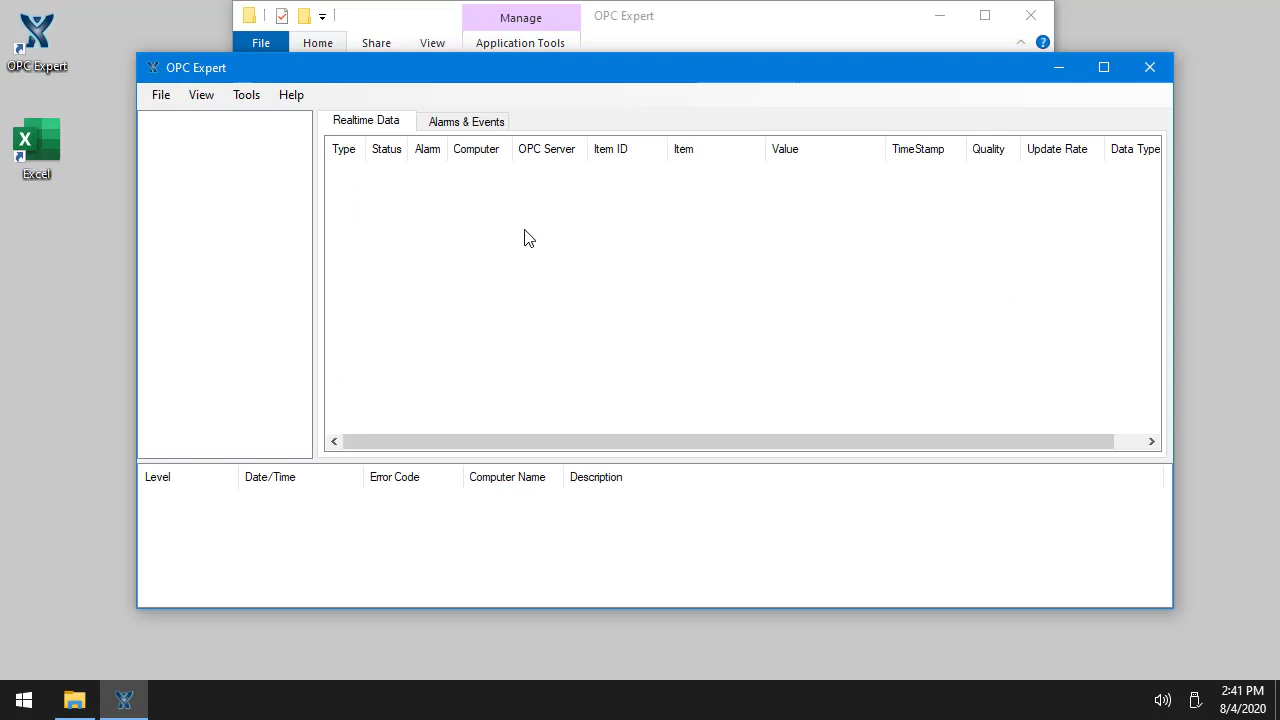 OPC Expert
Excel
Manage
OPC Expert
File
Home
Share
View
Application Tools
OPC Expert
File
View
Tools
Help
Realtime Data
Alarms & Events
Type
Status
Alarm
Computer
OPC Server
Item ID
Item
Value
TimeStamp
Quality
Update Rate
Data Type
Level
Date/Time
Error Code
Computer Name
Description
2:41 PM
8/4/2020